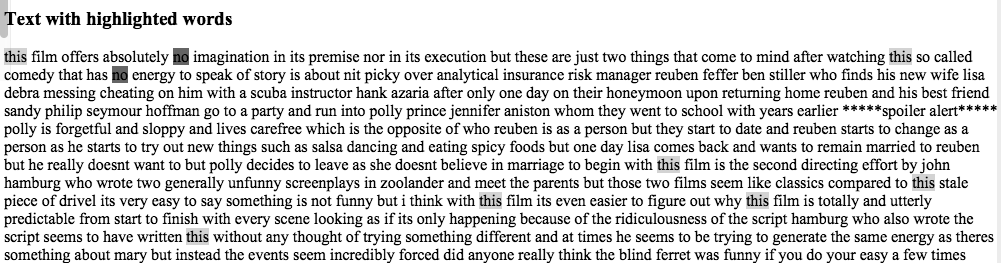 Text with highlighted words
this film offers absolutely no imagination in its premise nor in its execution but these are just two things that come to mind after watching this so called
comedy that has no energy to speak of story is about nit picky over analytical insurance risk manager reuben feffer ben stiller who finds his new wife lisa
debra messing cheating on him with a scuba instructor hank azaria after only one day on their honeymoon upon returning home reuben and his best friend
sandy philip seymour hoffman go to a party and run into polly prince jennifer aniston whom they went to school with years earlier *****spoiler alert*****
polly is forgetful and sloppy and lives carefree which is the opposite of who reuben is as a person but they start to date and reuben starts to change as a
person as he starts to try out new things such as salsa dancing and eating spicy foods but one day lisa comes back and wants to remain married to reuben
but he really doesnt want to but polly decides to leave as she doesnt believe in marriage to begin with this film is the second directing effort by john
hamburg who wrote two generally unfunny screenplays in zoolander and meet the parents but those two films seem like classics compared to this stale
piece of drivel its very easy to say something is not funny but i think with this film its even easier to figure out why this film is totally and utterly
predictable from start to finish with every scene looking as if its only happening because of the ridiculousness of the script hamburg who also wrote the
script seems to have written this without any thought of trying something different and at times he seems to be trying to generate the same energy as theres
something about mary but instead the events seem incredibly forced did anyone really think the blind ferret was funny if you do your easy a few times